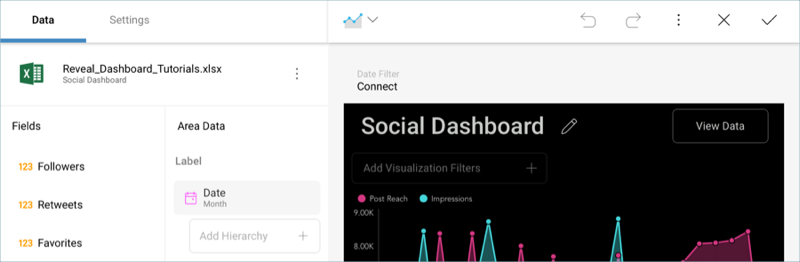 Data
Settings
Reveal_Dashboard_Tutorials.xlsx
Social Dashboard
Fields
123 Followers
123 Retweets
123 Favorites
Area Data
Label
Date
Month
Add Hierarchy +
Date Filter
Connect
Social Dashboard
View Data
Add Visualization Filters +
Post Reach
Impressions
9.00K
8.00K